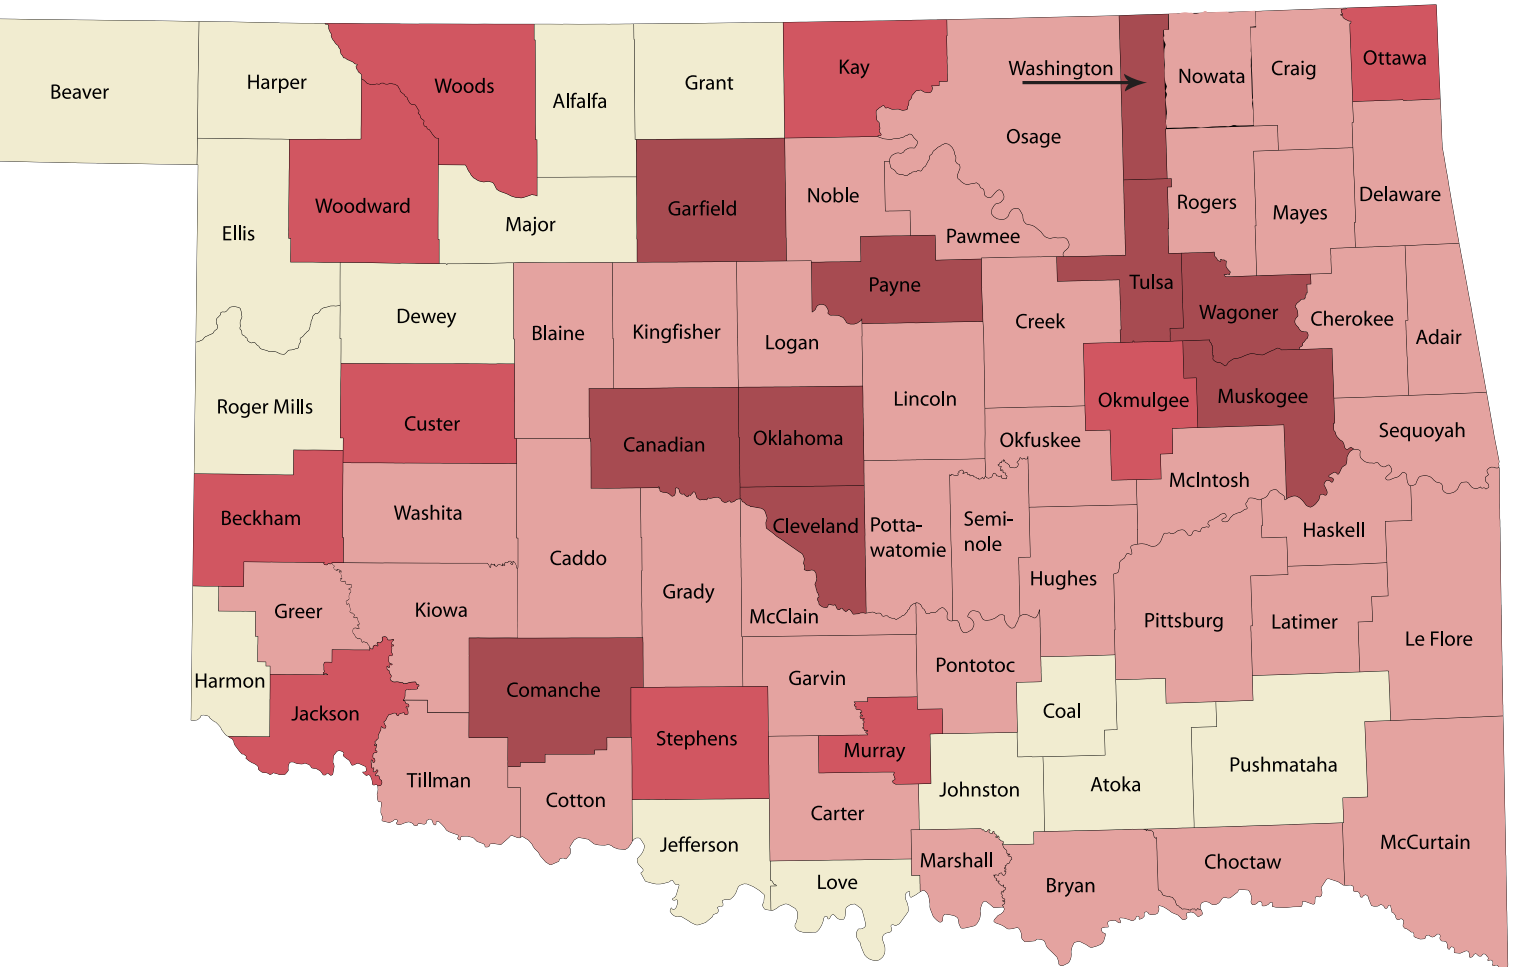 Washington
Ottawa
Kay
Craig
Nowata
Harper
Grant
Woods
Beaver
Alfalfa
Osage
Noble
Delaware
Rogers
Woodward
Garfield
Mayes
Major
Ellis
Pawmee
Tulsa
Payne
Wagoner
Dewey
Cherokee
Creek
Blaine
Kingfisher
Adair
Logan
Muskogee
Lincoln
Okmulgee
Roger Mills
Custer
Sequoyah
Oklahoma
Okfuskee
Canadian
McIntosh
Washita
Beckham
Semi-
nole
Potta-
watomie
Cleveland
Haskell
Caddo
Hughes
Grady
Kiowa
Greer
McClain
Pittsburg
Latimer
Le Flore
Pontotoc
Garvin
Harmon
Comanche
Coal
Jackson
Stephens
Murray
Pushmataha
Tillman
Atoka
Johnston
Cotton
Carter
McCurtain
Jefferson
Marshall
Choctaw
Love
Bryan